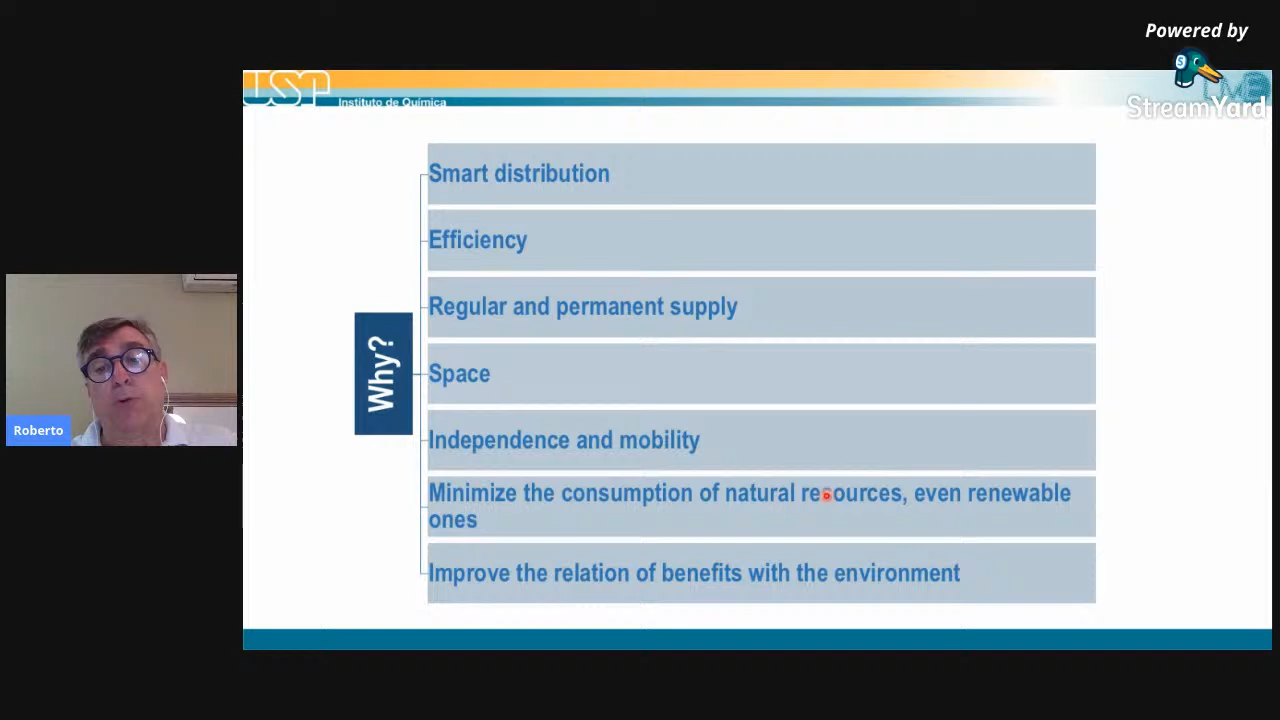 Powered by
StreamYard
USP
Instituto de Química
Smart distribution
Efficiency
Regular and permanent supply
Space
Why?
Independence and mobility
Minimize the consumption of natural resources, even renewable
ones
Improve the relation of benefits with the environment
Roberto